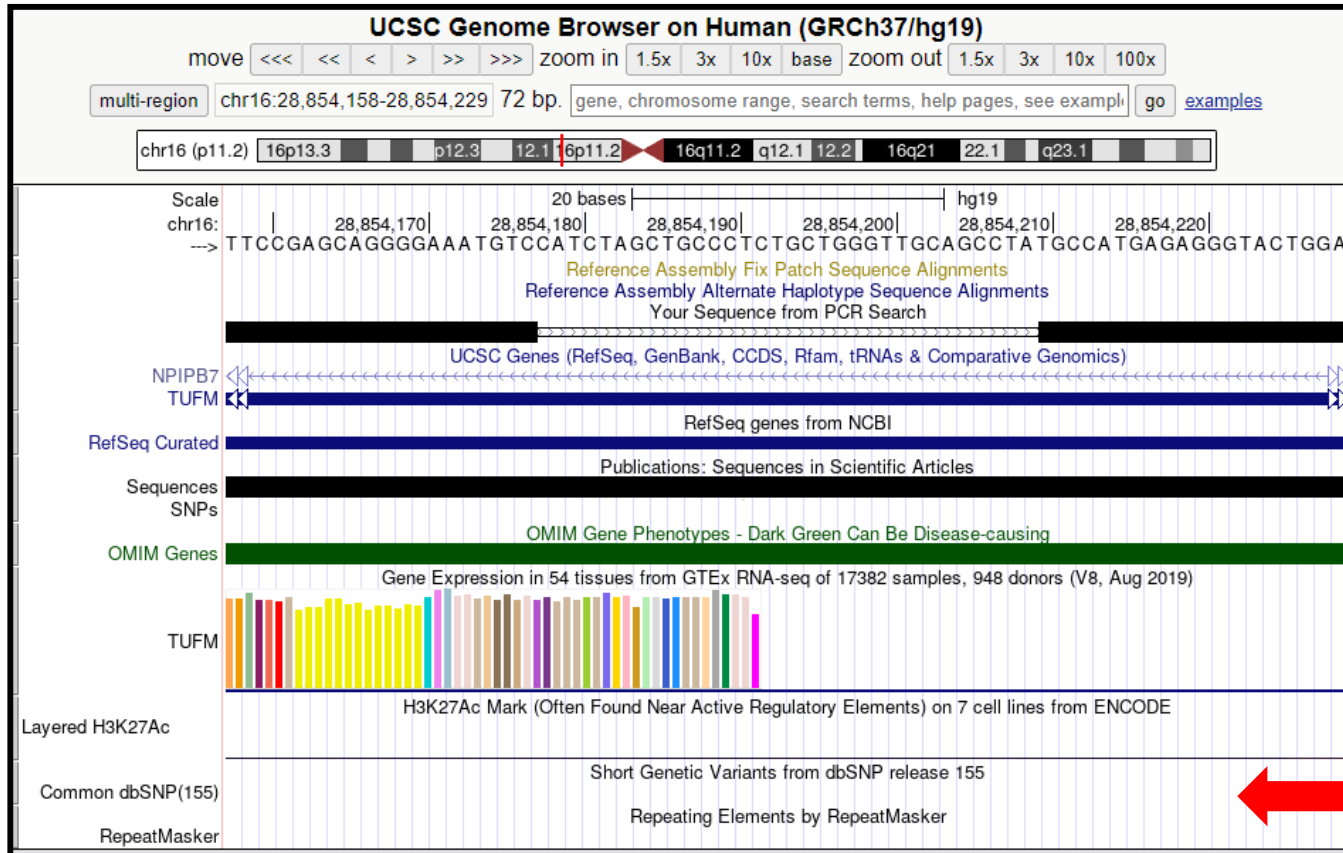 UCSC Genome Browser on Human (GRCh37/hg19)
move <<< << < > >> >>> zoom in 1.5x 3x 10x base zoom out 1.5x 3x 10x 100x
multi-region chr16:28,854,158-28,854,229 72 bp. gene, chromosome range, search terms, help pages, see exampl go examples
chr16 (p11.2) 16p13.3 p12.3 12.1 16p11.2 16q11.2 q12.1 12.2 16q21 22.1 q23.1
Scale 20 bases hg19
chr16: 28,854,170 28,854,180 28,854,190 28,854,200 28,854,210 28,854,220
---> TTCCGAGCAGGGGAAATGTCCATCTAGCTGCCCTCTGCTGGGTTGCAGCCTATGCCATGAGAGGGTACTGGA
Reference Assembly Fix Patch Sequence Alignments
Reference Assembly Alternate Haplotype Sequence Alignments
Your Sequence from PCR Search
UCSC Genes (RefSeq, GenBank, CCDS, Rfam, tRNAs & Comparative Genomics)
NPIPB7
TUFM
RefSeq genes from NCBI
RefSeq Curated
Publications: Sequences in Scientific Articles
Sequences
SNPs
OMIM Gene Phenotypes - Dark Green Can Be Disease-causing
OMIM Genes
Gene Expression in 54 tissues from GTEx RNA-seq of 17382 samples, 948 donors (V8, Aug 2019)
TUFM
H3K27Ac Mark (Often Found Near Active Regulatory Elements) on 7 cell lines from ENCODE
Layered H3K27Ac
Short Genetic Variants from dbSNP release 155
Common dbSNP(155)
Repeating Elements by RepeatMasker
RepeatMasker